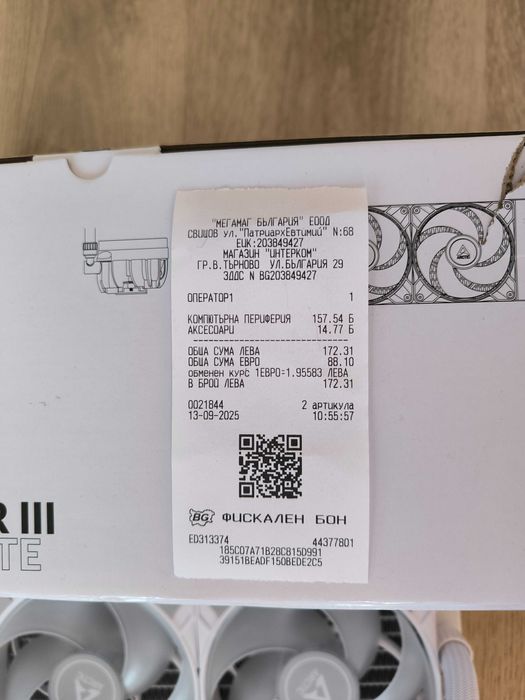 "МЕГАМАГ БЪЛГАРИЯ" ЕООД
СВИЩОВ ул."ПатриархЕвтимий" N:68
ЕИК:203849427
МАГАЗИН "ИНТЕРКОМ"
ГР.В.ТЪРНОВО УЛ.БЪЛГАРИЯ 29
ЗДДС N BG203849427
ОПЕРАТОР1 1
КОМПЮТЪРНА ПЕРИФЕРИЯ 157.54 Б
АКСЕСОАРИ 14.77 Б
ОБЩА СУМА ЛЕВА 172.31
ОБЩА СУМА ЕВРО 88.10
обменен курс 1ЕВРО=1.95583 ЛЕВА
В БРОЙ ЛЕВА 172.31
0021844 2 артикула
13-09-2025 10:55:57
BG ФИСКАЛЕН БОН
ED313374 44377801
185CD7A71B28C815D991
39151BEADF150BEDE2C5
R III
TE